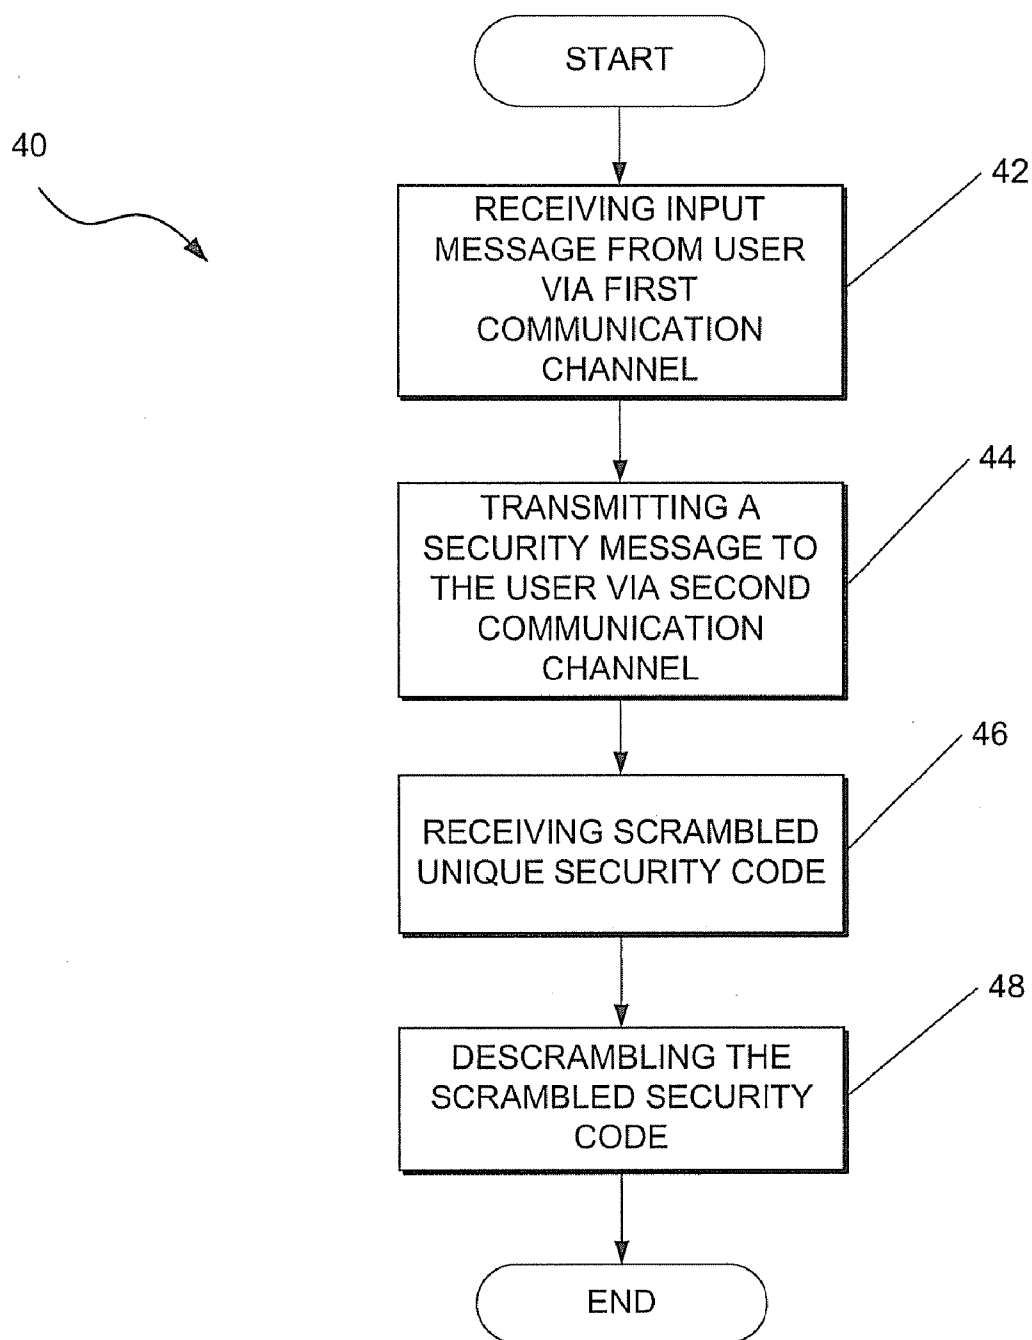 START
40
42
RECEIVING INPUT
MESSAGE FROM USER
VIA FIRST
COMMUNICATION
CHANNEL
44
TRANSMITTING A
SECURITY MESSAGE TO
THE USER VIA SECOND
COMMUNICATION
CHANNEL
46
RECEIVING SCRAMBLED
UNIQUE SECURITY CODE
48
DESCRAMBLING THE
SCRAMBLED SECURITY
CODE
END